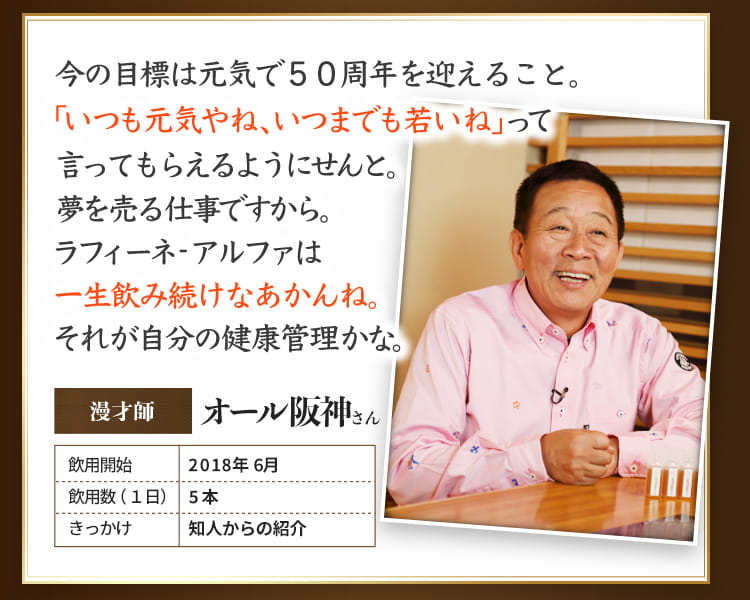 今の目標は元気で５０周年を迎えること。
「いつも元気やね、いつまでも若いね」って
言ってもらえるようにせんと。
夢を売る仕事ですから。
ラフィーネ-アルファは
一生飲み続けなあかんね。
それが自分の健康管理かな。
漫才師 オール阪神さん
飲用開始 2018年 6月
飲用数（１日） 5本
きっかけ 知人からの紹介